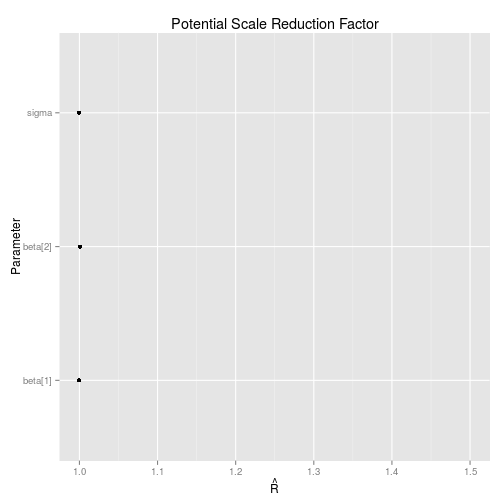 Potential Scale Reduction Factor
Parameter
sigma
beta[2]
beta[1]
1.0 1.1 1.2 1.3 1.4 1.5
R̂